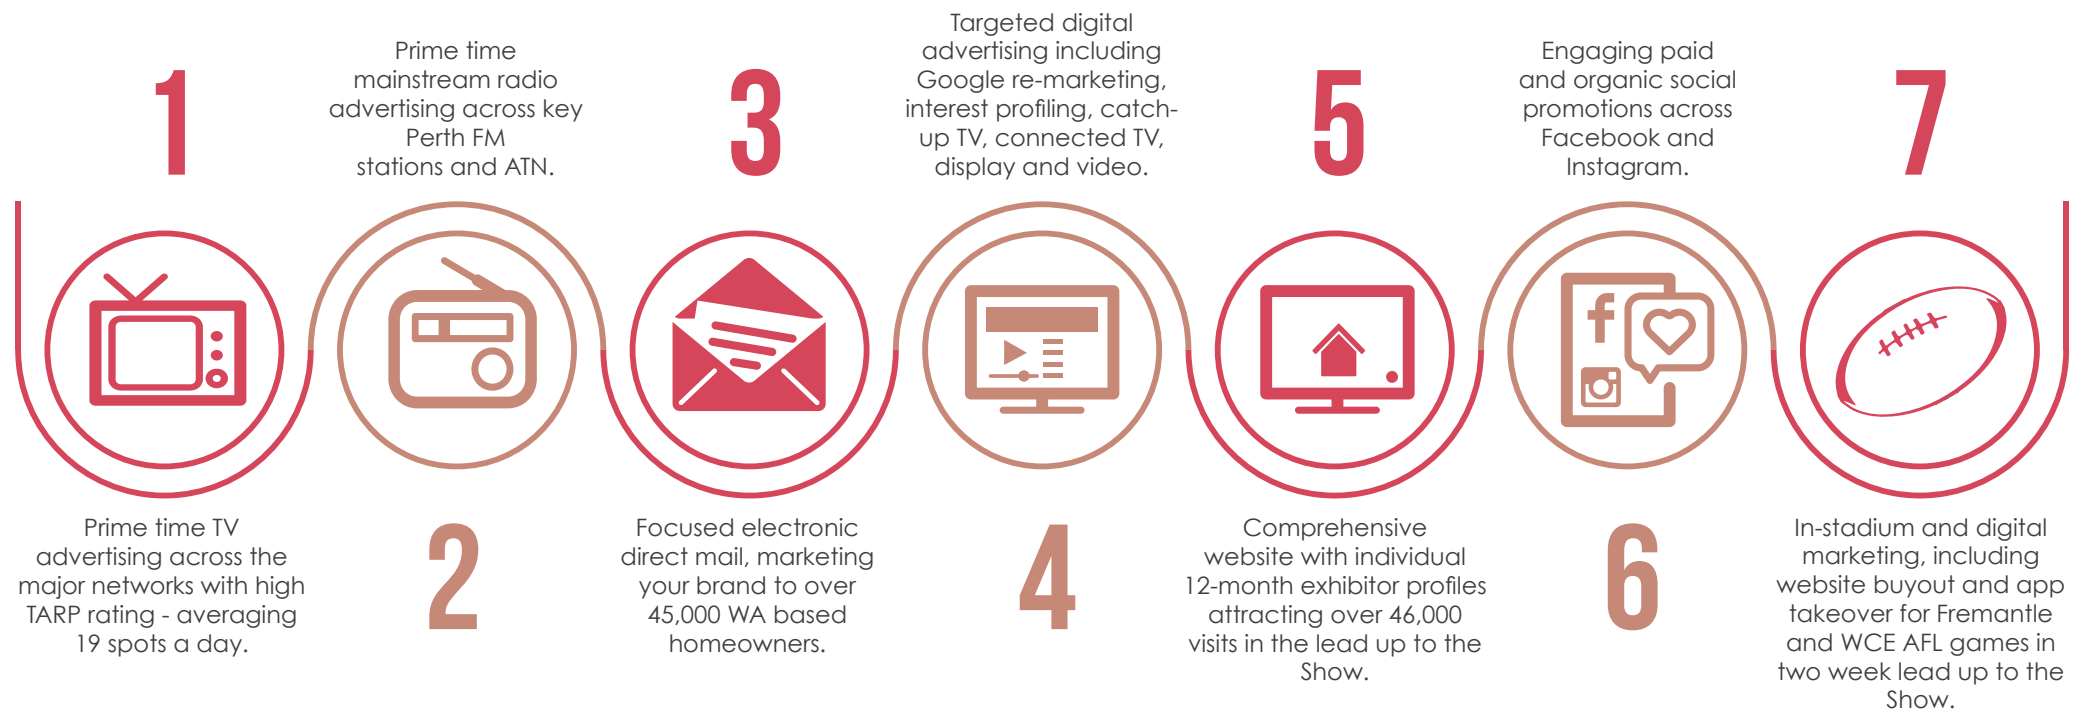 1
Prime time TV
advertising across the
major networks with high
TARP rating - averaging
19 spots a day.
Prime time
mainstream radio
advertising across key
Perth FM
stations and ATN.
2
3
Focused electronic
direct mail, marketing
your brand to over
45,000 WA based
homeowners.
Targeted digital
advertising including
Google re-marketing,
interest profiling, catch-
up TV, connected TV,
display and video.
4
5
Comprehensive
website with individual
12-month exhibitor profiles
attracting over 46,000
visits in the lead up to the
Show.
Engaging paid
and organic social
promotions across
Facebook and
Instagram.
f
6
7
In-stadium and digital
marketing, including
website buyout and app
takeover for Fremantle
and WCE AFL games in
two week lead up to the
Show.